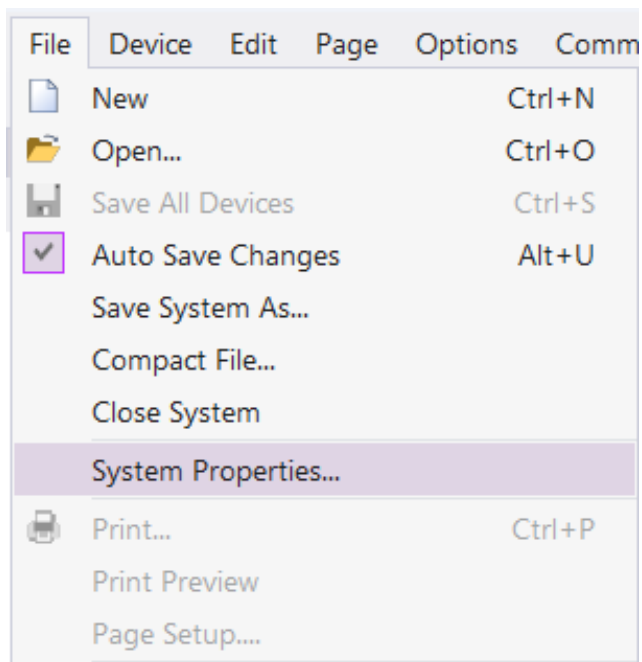 File Device Edit Page Options Comm
New Ctrl+N
Open... Ctrl+O
Save All Devices Ctrl+S
Auto Save Changes Alt+U
Save System As...
Compact File...
Close System
System Properties...
Print... Ctrl+P
Print Preview
Page Setup....